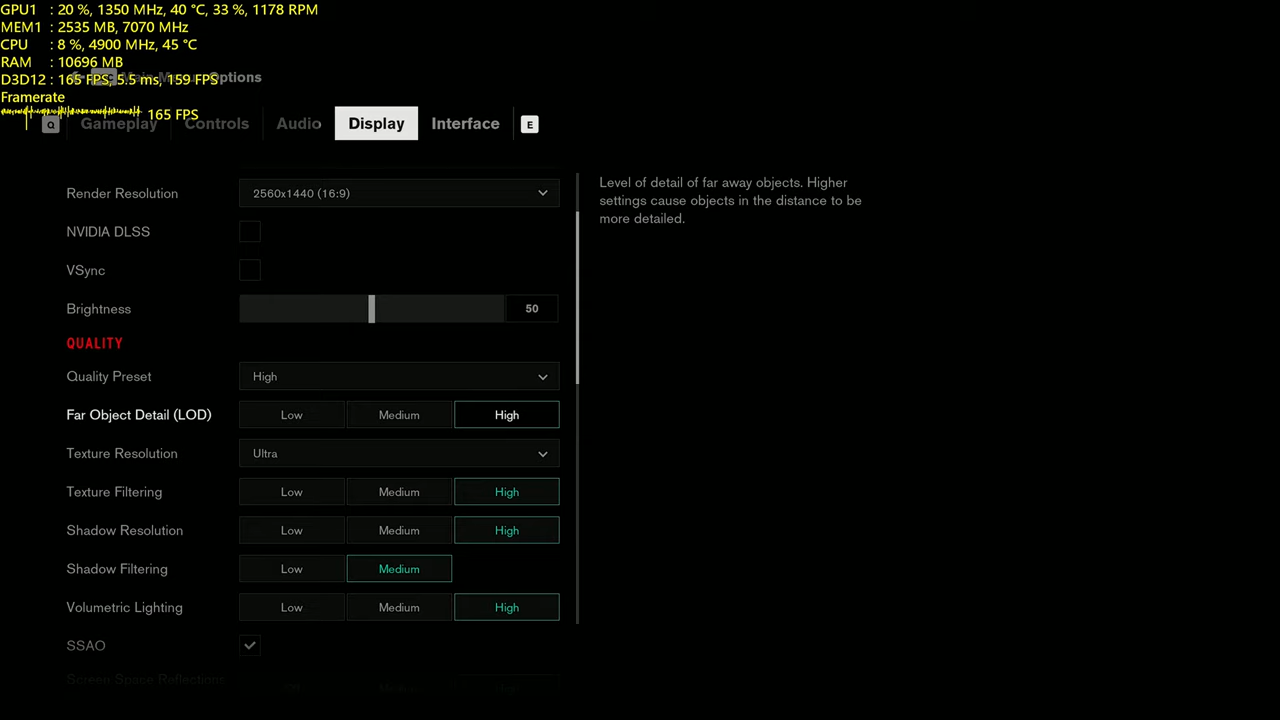 GPU1 : 20 %, 1350 MHz, 40 °C, 33 %, 1178 RPM
MEM1 : 2535 MB, 7070 MHz
CPU : 8 %, 4900 MHz, 45 °C
RAM : 10696 MB
D3D12 : 165 FPS, 5.5 ms, 159 FPS
Main Menu Options
Framerate
165 FPS
Q Gameplay Controls Audio Display Interface E
Render Resolution 2560x1440 (16:9)
Level of detail of far away objects. Higher
settings cause objects in the distance to be
more detailed.
NVIDIA DLSS
VSync
Brightness 50
QUALITY
Quality Preset High
Far Object Detail (LOD) Low Medium High
Texture Resolution Ultra
Texture Filtering Low Medium High
Shadow Resolution Low Medium High
Shadow Filtering Low Medium
Volumetric Lighting Low Medium High
SSAO
Screen Space Reflections